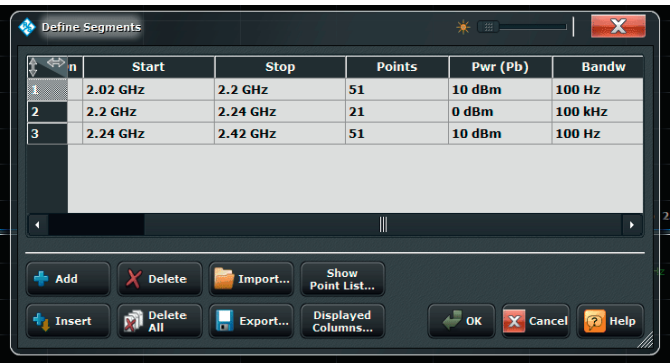 Define Segments
n Start Stop Points Pwr (Pb) Bandw
1 2.02 GHz 2.2 GHz 51 10 dBm 100 Hz
2 2.2 GHz 2.24 GHz 21 0 dBm 100 kHz
3 2.24 GHz 2.42 GHz 51 10 dBm 100 Hz
Add Delete Import... Show
Point List...
Insert Delete
All Export... Displayed
Columns... OK Cancel Help